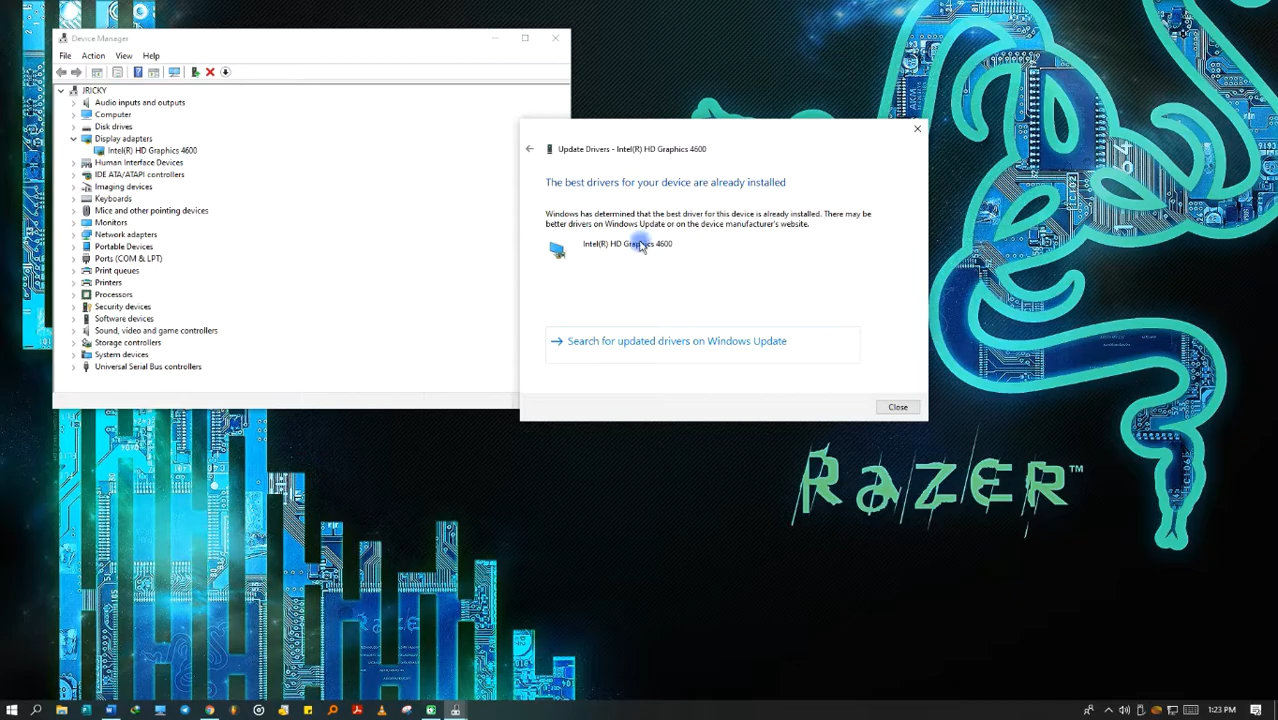 Device Manager
File Action View Help
JRICKY
Audio inputs and outputs
Computer
Disk drives
Display adapters
Intel(R) HD Graphics 4600
Human Interface Devices
IDE ATA/ATAPI controllers
Imaging devices
Keyboards
Mice and other pointing devices
Monitors
Network adapters
Portable Devices
Ports (COM & LPT)
Print queues
Printers
Processors
Security devices
Software devices
Sound, video and game controllers
Storage controllers
System devices
Universal Serial Bus controllers
Update Drivers - Intel(R) HD Graphics 4600
The best drivers for your device are already installed
Windows has determined that the best driver for this device is already installed. There may be
better drivers on Windows Update or on the device manufacturer's website.
Intel(R) HD Graphics 4600
Search for updated drivers on Windows Update
Close
RAZER™
1:23 PM